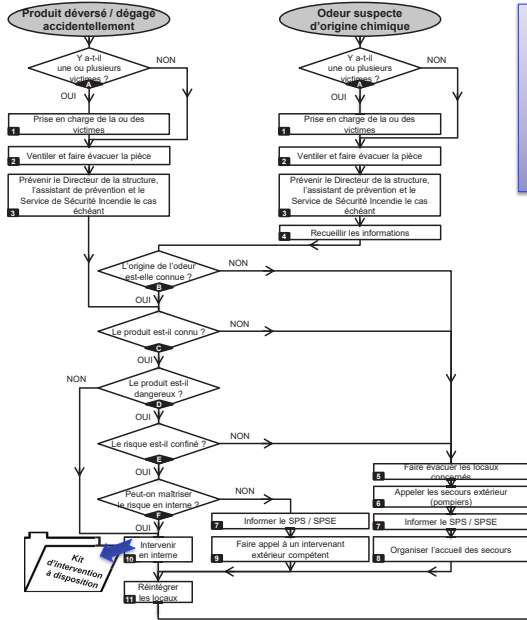 Produit déversé / dégagé
accidentellement
Odeur suspecte
d'origine chimique
Y a-t-il
une ou plusieurs
victimes ?
A
NON
OUI
Y a-t-il
une ou plusieurs
victimes ?
A
NON
OUI
1
Prise en charge de la ou des
victimes
1
Prise en charge de la ou des
victimes
2
Ventiler et faire évacuer la pièce
2
Ventiler et faire évacuer la pièce
3
Prévenir le Directeur de la structure,
l'assistant de prévention et le
Service de Sécurité Incendie le cas
échéant
3
Prévenir le Directeur de la structure,
l'assistant de prévention et le
Service de Sécurité Incendie le cas
échéant
4
Recueillir les informations
L'origine de l'odeur
est-elle connue ?
B
NON
OUI
Le produit est-il connu ?
C
NON
OUI
Le produit est-il
dangereux ?
D
NON
OUI
Le risque est-il confiné ?
E
NON
OUI
Peut-on maîtriser
le risque en interne ?
F
NON
OUI
5
Faire évacuer les locaux
concernés
6
Appeler les secours extérieur
(pompiers)
7
Informer le SPS / SPSE
7
Informer le SPS / SPSE
8
Organiser l'accueil des secours
9
Faire appel à un intervenant
extérieur compétent
10
Intervenir
en interne
Kit
d'intervention
à disposition
11
Réintégrer
les locaux